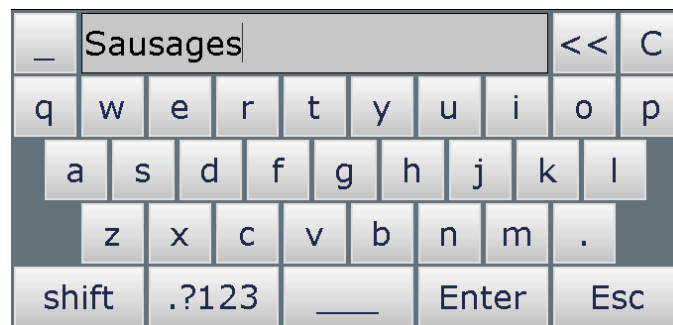 _ Sausages << C
q w e r t y u i o p
a s d f g h j k l
z x c v b n m .
shift .?123 ___ Enter Esc